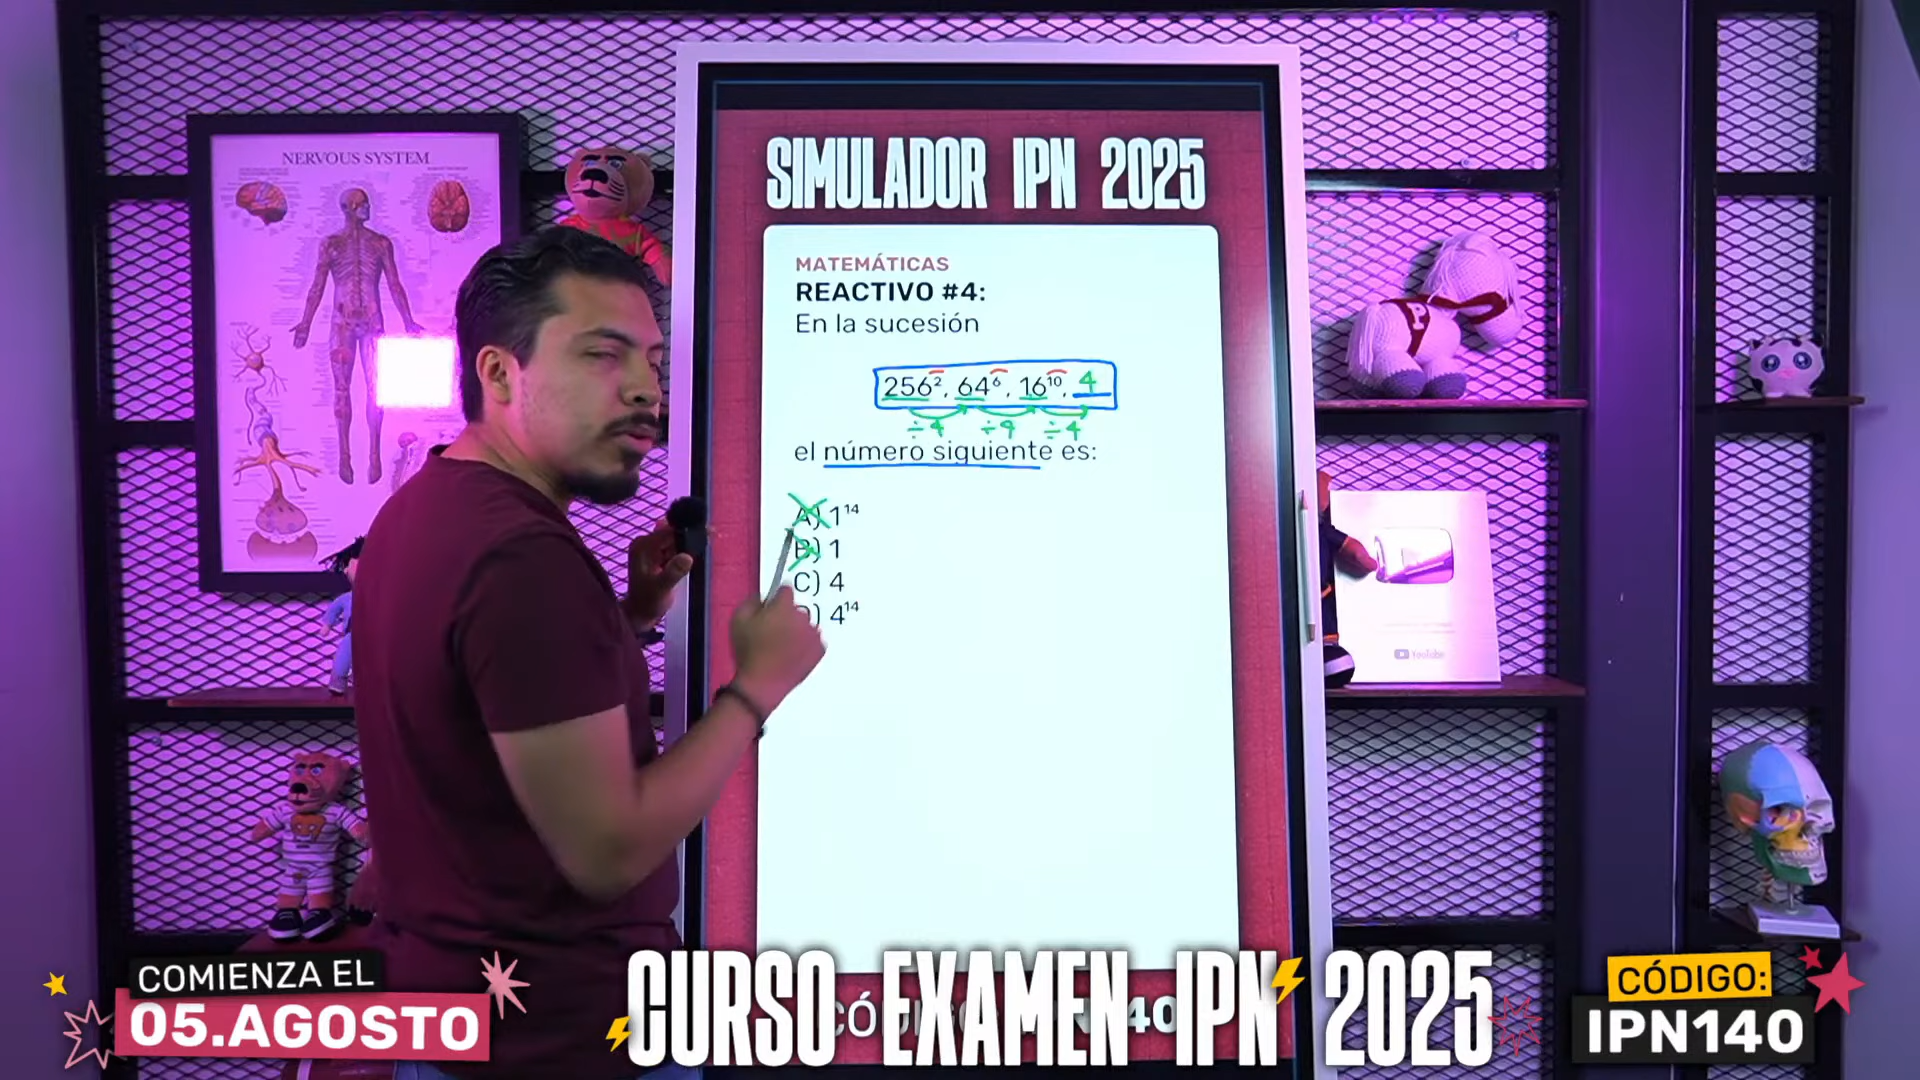 NERVOUS SYSTEM
SIMULADOR IPN 2025
MATEMÁTICAS
REACTIVO #4:
En la sucesión
256², 64⁶, 16¹⁰, 4
÷4 ÷4 ÷4
el número siguiente es:
A) 1¹⁴
B) 1
C) 4
) 4¹⁴
P
YouTube
COMIENZA EL
05.AGOSTO
CURSO EXAMEN IPN 2025
CÓDIGO:
IPN140